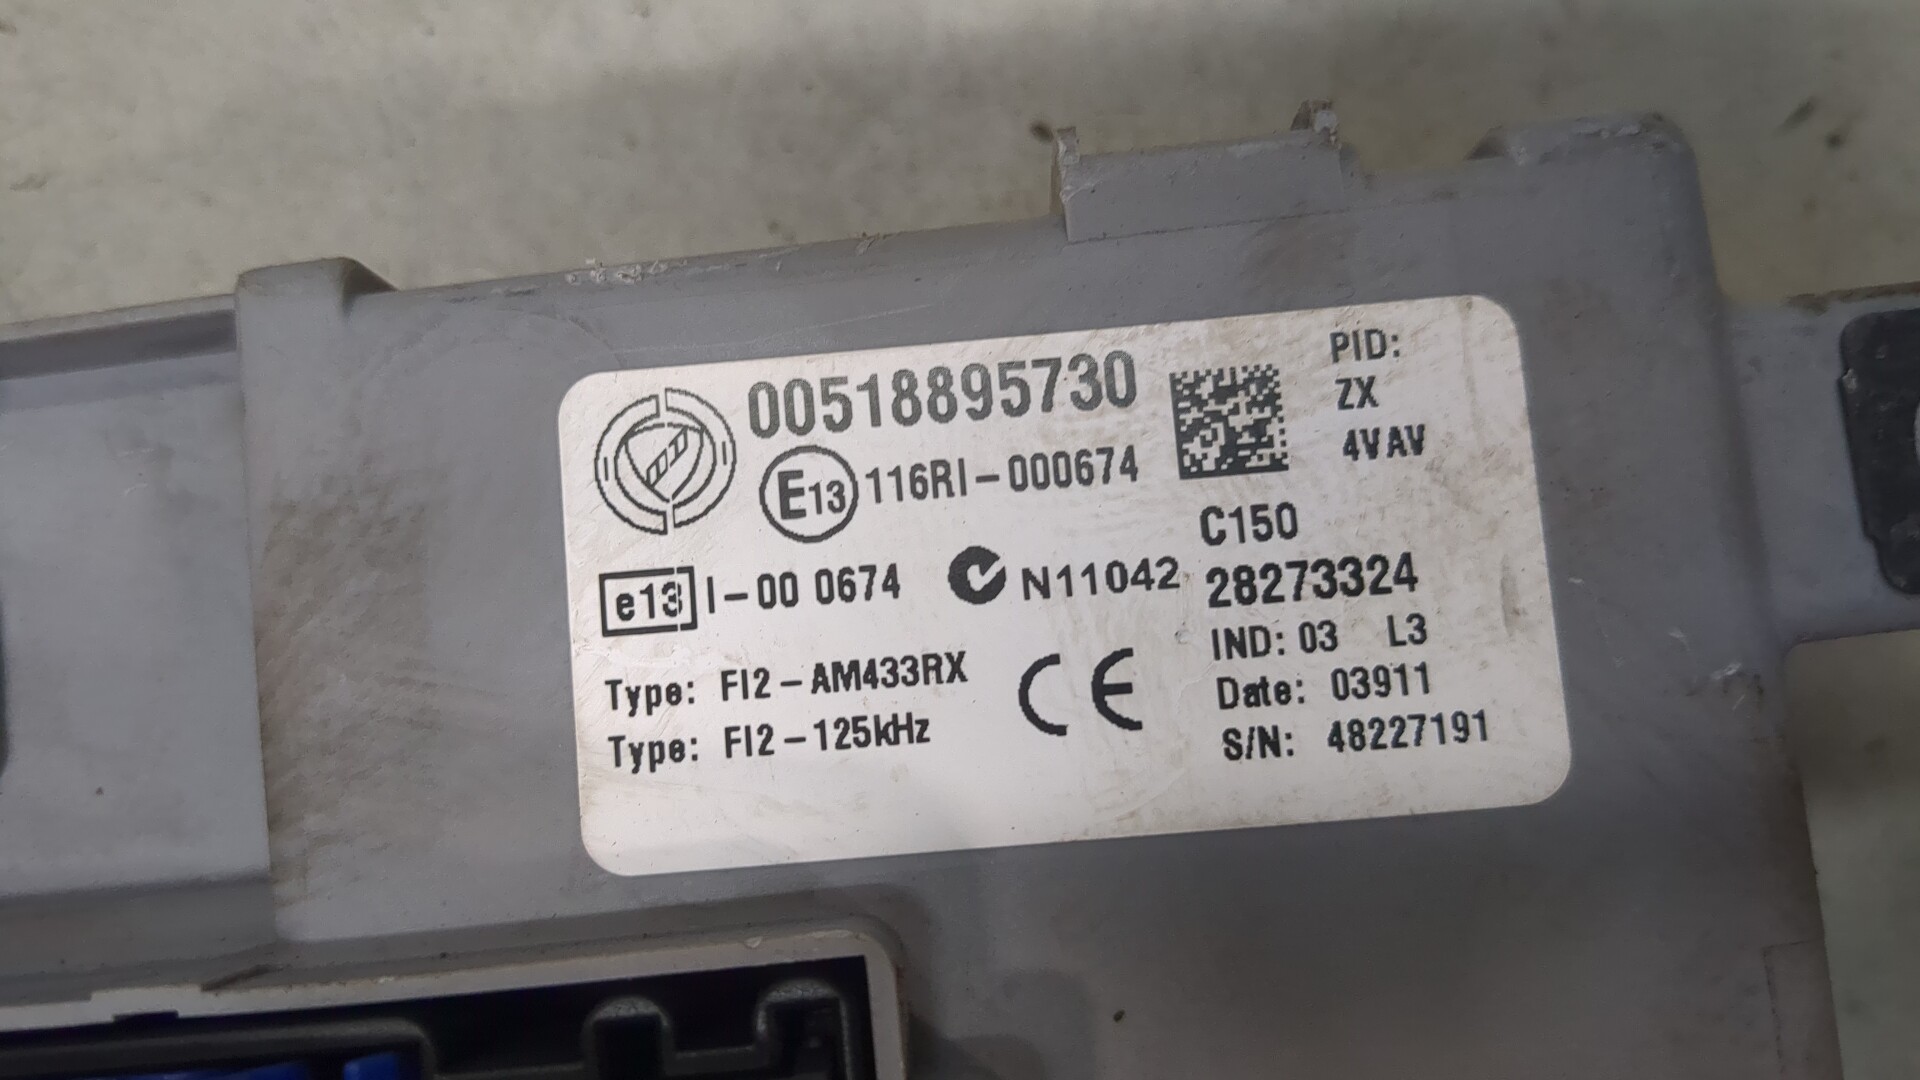 00518895730
E13 116RI-000674
e13 I-00 0674 N11042
Type: FI2-AM433RX
Type: FI2-125kHz
CE
PID:
ZX
4VAV
C150
28273324
IND: 03 L3
Date: 03911
S/N: 48227191